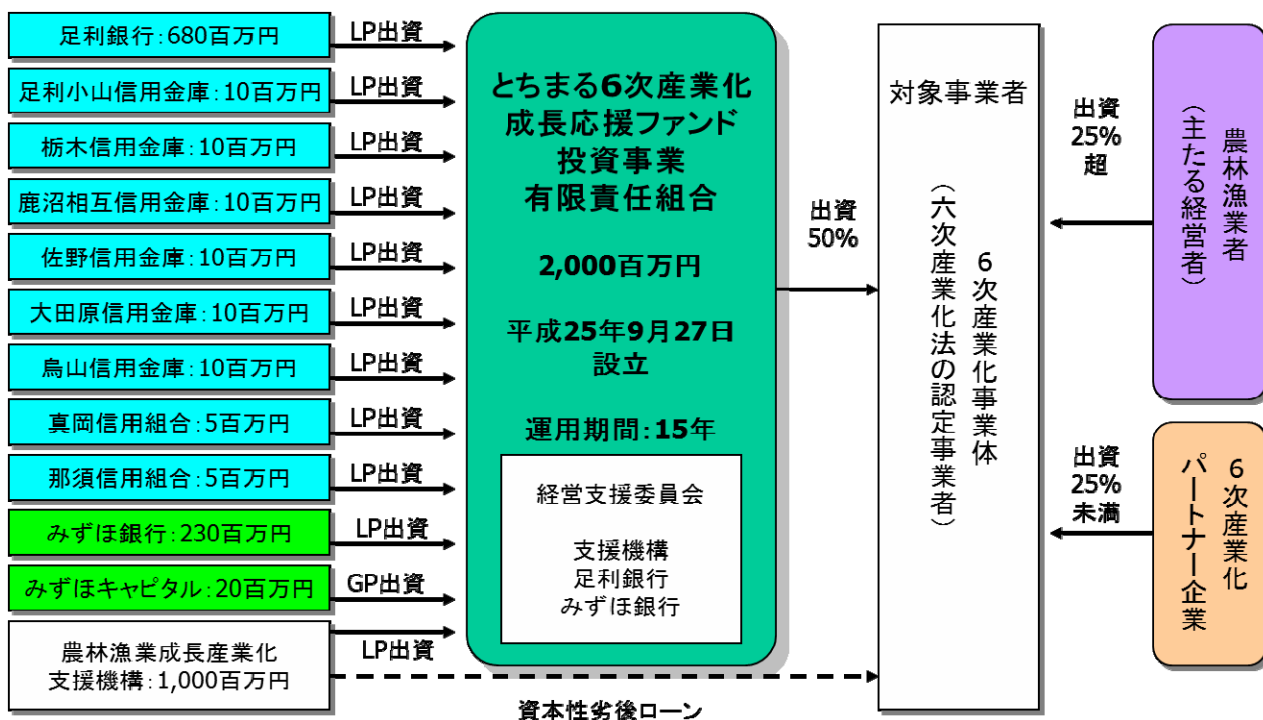 足利銀行:680百万円
LP出資
足利小山信用金庫:10百万円
LP出資
栃木信用金庫:10百万円
LP出資
鹿沼相互信用金庫:10百万円
LP出資
佐野信用金庫:10百万円
LP出資
大田原信用金庫:10百万円
LP出資
烏山信用金庫:10百万円
LP出資
真岡信用組合:5百万円
LP出資
那須信用組合:5百万円
LP出資
みずほ銀行:230百万円
LP出資
みずほキャピタル:20百万円
GP出資
農林漁業成長産業化
支援機構:1,000百万円
LP出資
資本性劣後ローン
とちまる6次産業化
成長応援ファンド
投資事業
有限責任組合
2,000百万円
平成25年9月27日
設立
運用期間:15年
経営支援委員会
支援機構
足利銀行
みずほ銀行
出資
50%
対象事業者
6次産業化事業体
(六次産業化法の認定事業者)
出資
25%
超
農林漁業者
(主たる経営者)
出資
25%
未満
6次産業化
パートナー企業